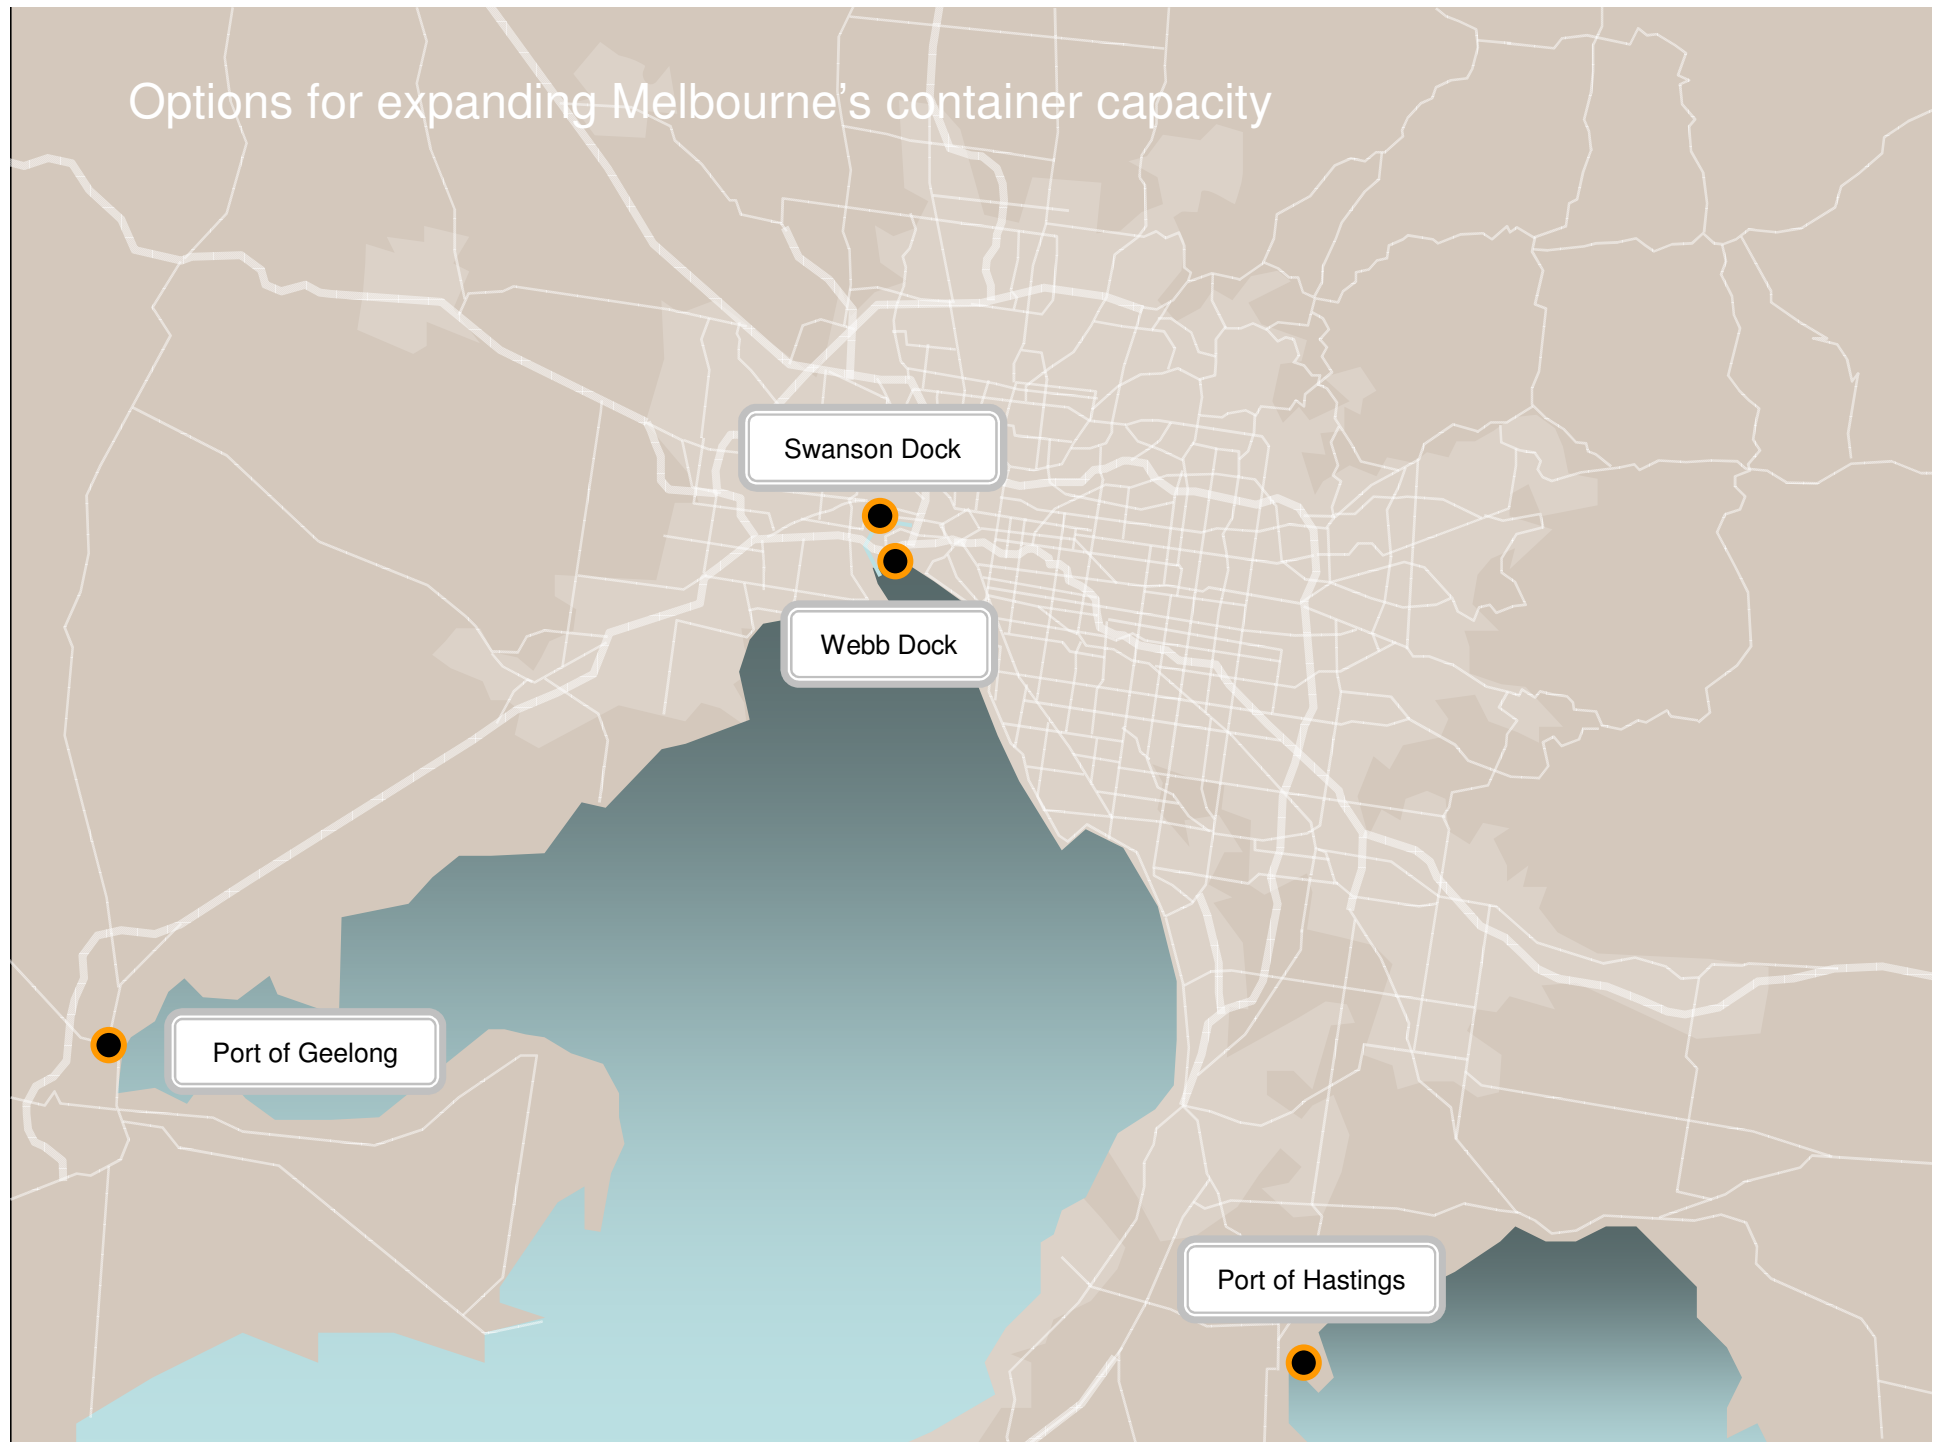 Options for expanding Melbourne's container capacity
Swanson Dock
Webb Dock
Port of Geelong
Port of Hastings